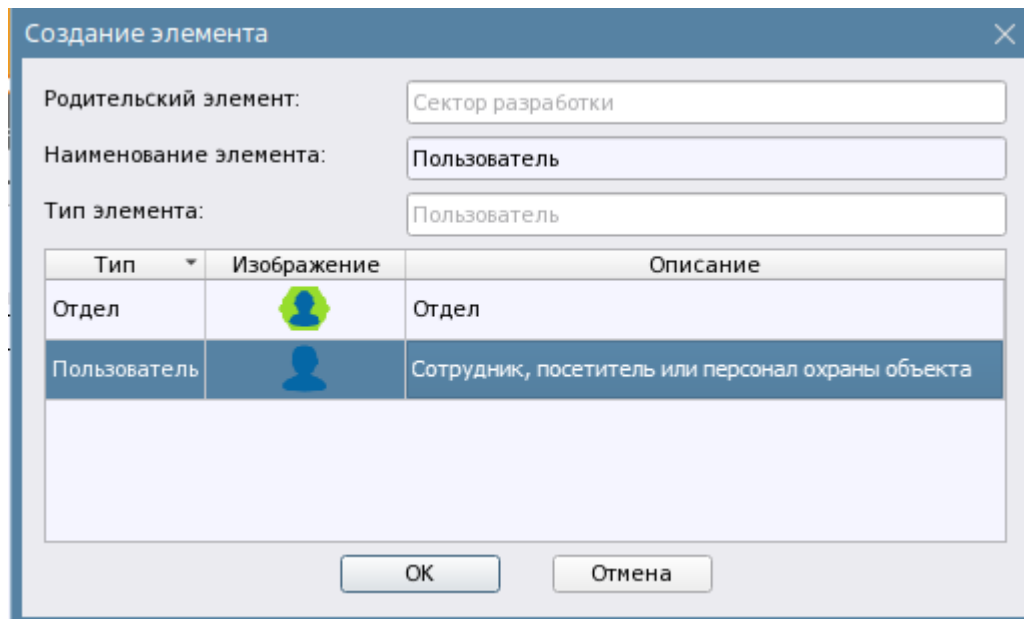 Создание элемента
Родительский элемент: Сектор разработки
Наименование элемента: Пользователь
Тип элемента: Пользователь
Тип Изображение Описание
Отдел Отдел
Пользователь Сотрудник, посетитель или персонал охраны объекта
OK Отмена